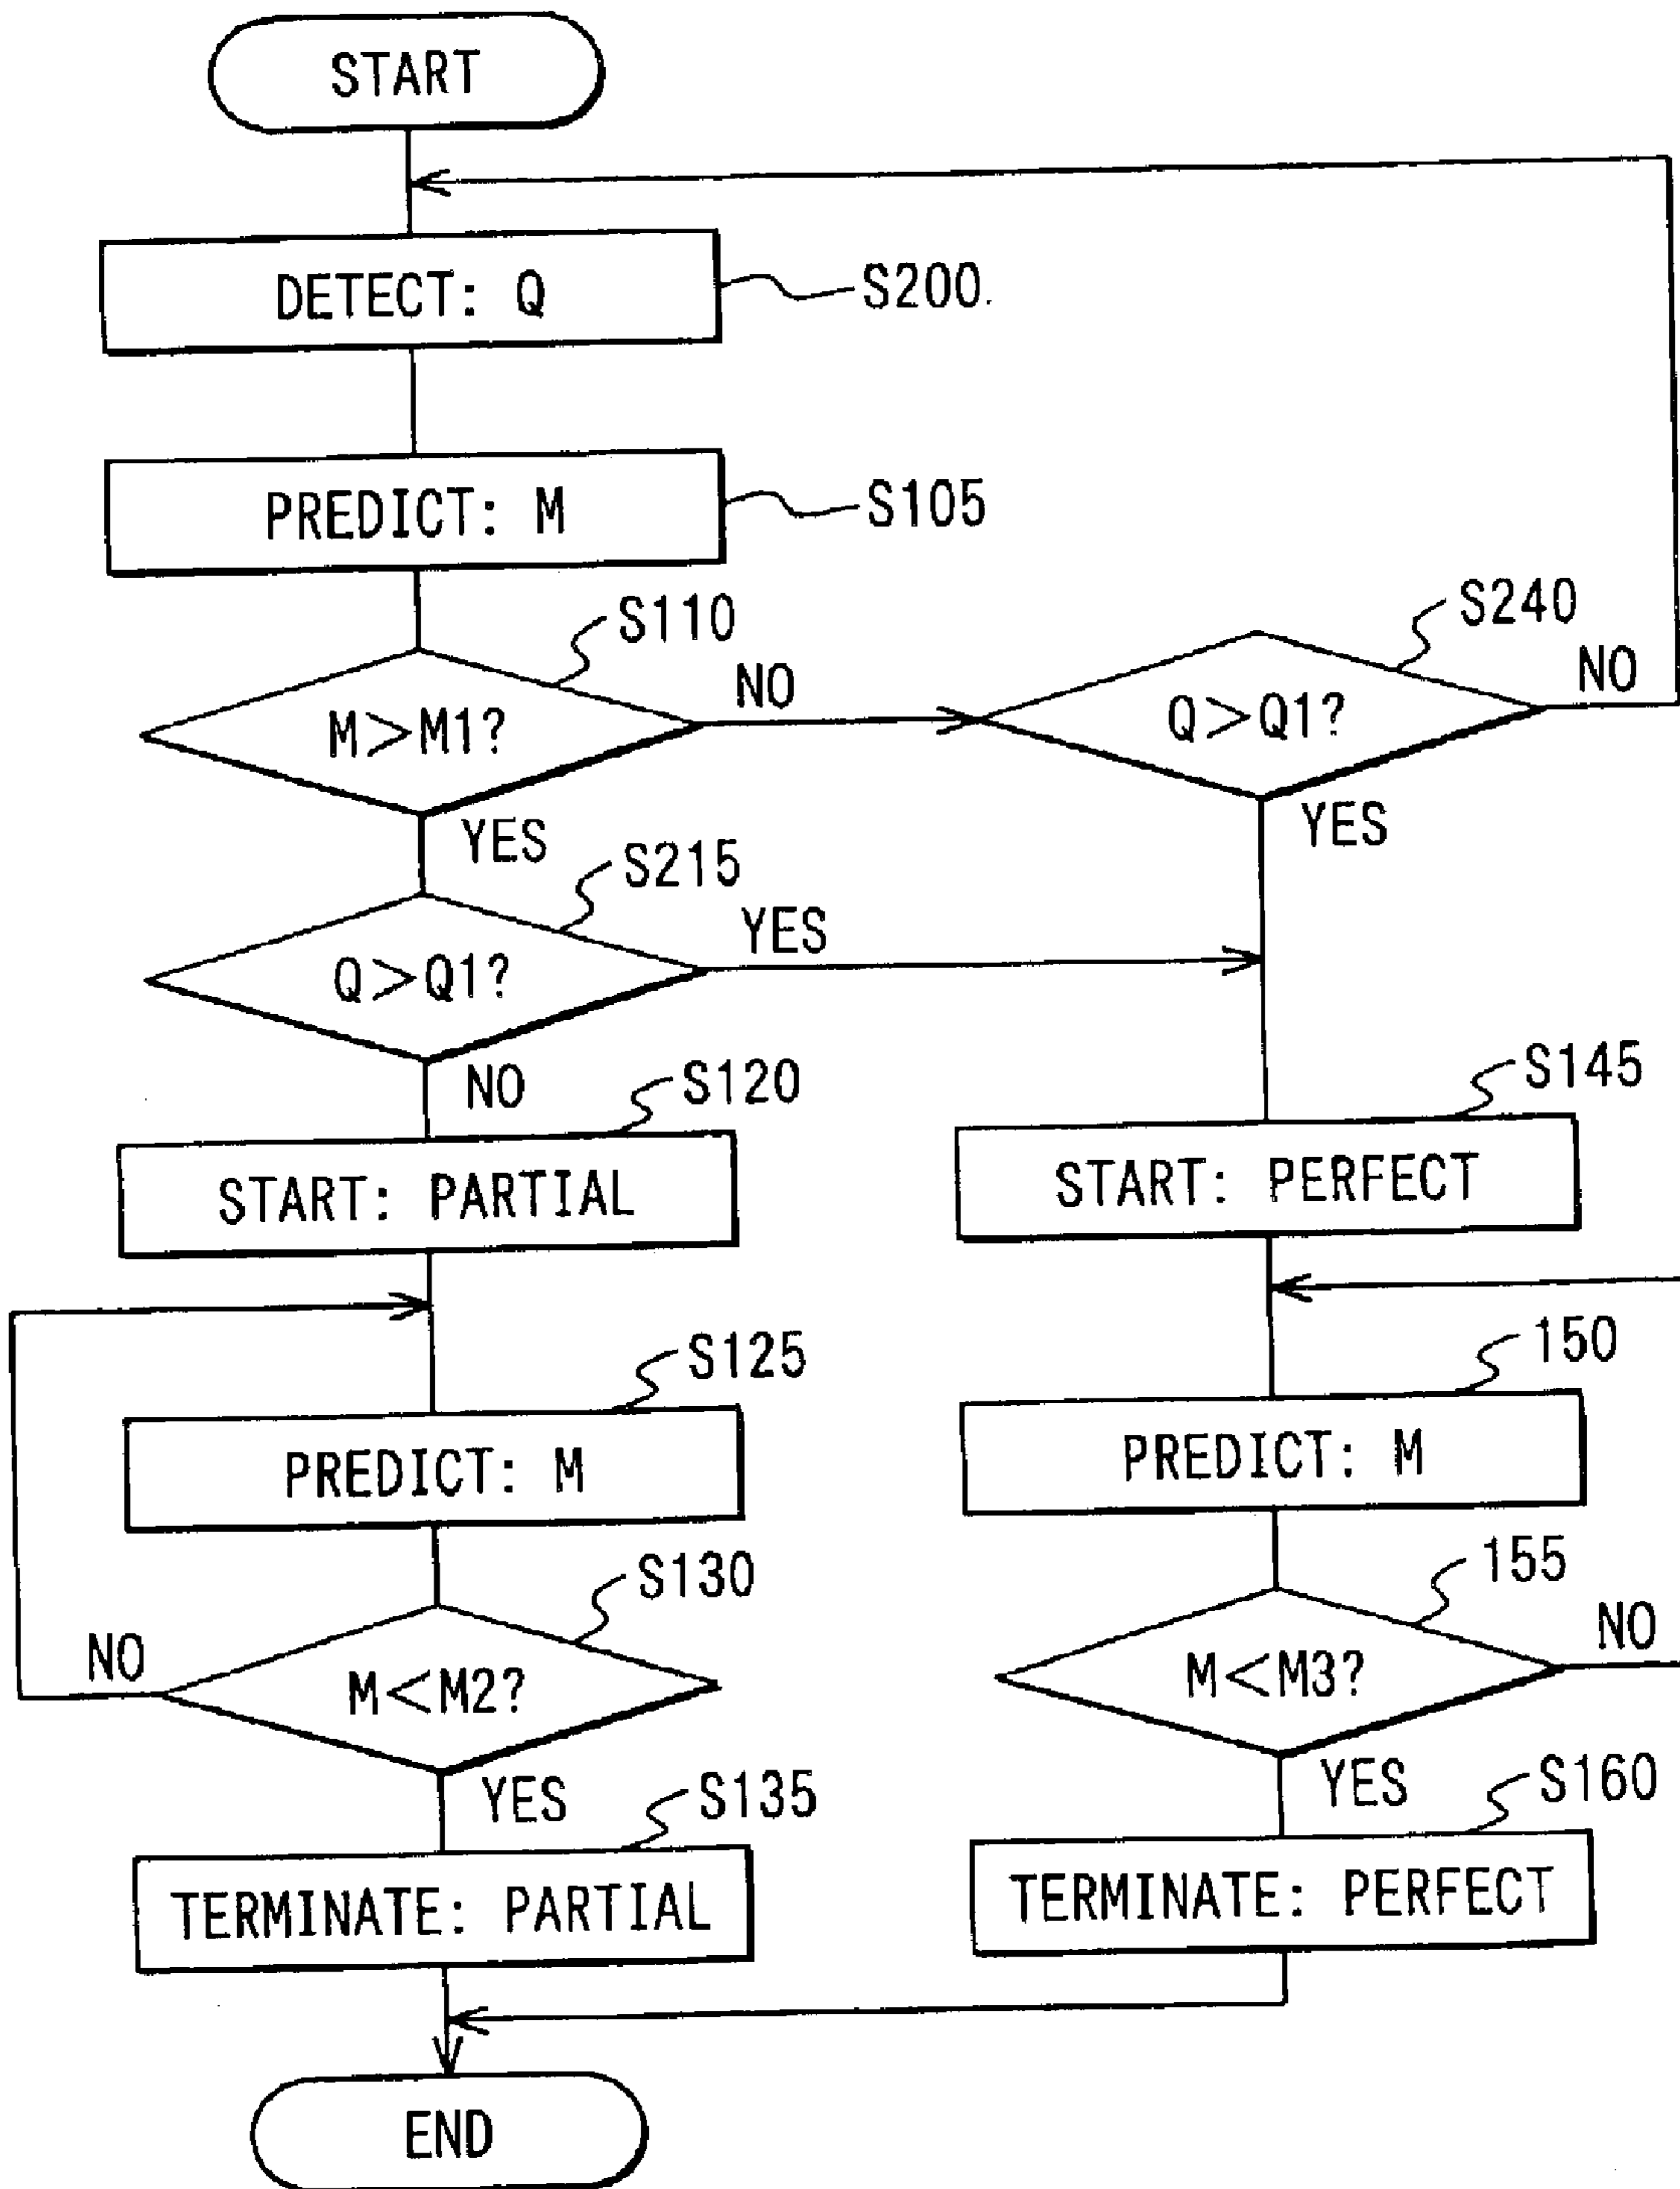 START
DETECT: Q
S200
PREDICT: M
S105
S110
M>M1?
NO
YES
S240
Q>Q1?
NO
YES
S215
Q>Q1?
YES
NO
S120
START: PARTIAL
S145
START: PERFECT
S125
PREDICT: M
150
PREDICT: M
S130
M<M2?
NO
YES
155
M<M3?
NO
YES
S135
TERMINATE: PARTIAL
S160
TERMINATE: PERFECT
END